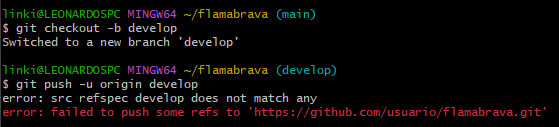 linki@LEONARDOSPC MINGW64 ~/flamabrava (main)
$ git checkout -b develop
Switched to a new branch 'develop'
linki@LEONARDOSPC MINGW64 ~/flamabrava (develop)
$ git push -u origin develop
error: src refspec develop does not match any
error: failed to push some refs to 'https://github.com/usuario/flamabrava.git'